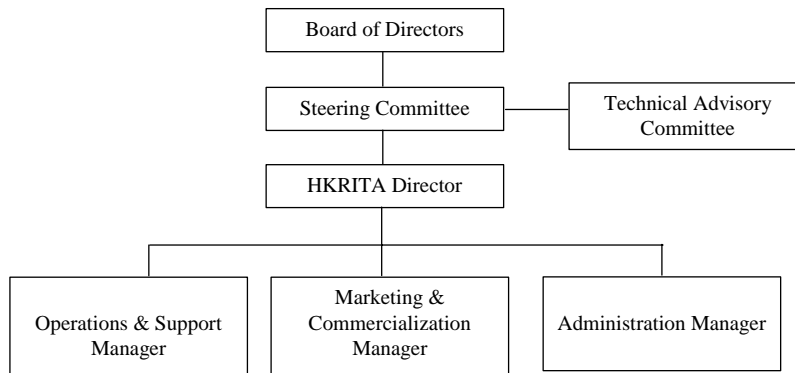 Board of Directors
Steering Committee
Technical Advisory
Committee
HKRITA Director
Operations & Support
Manager
Marketing &
Commercialization
Manager
Administration Manager